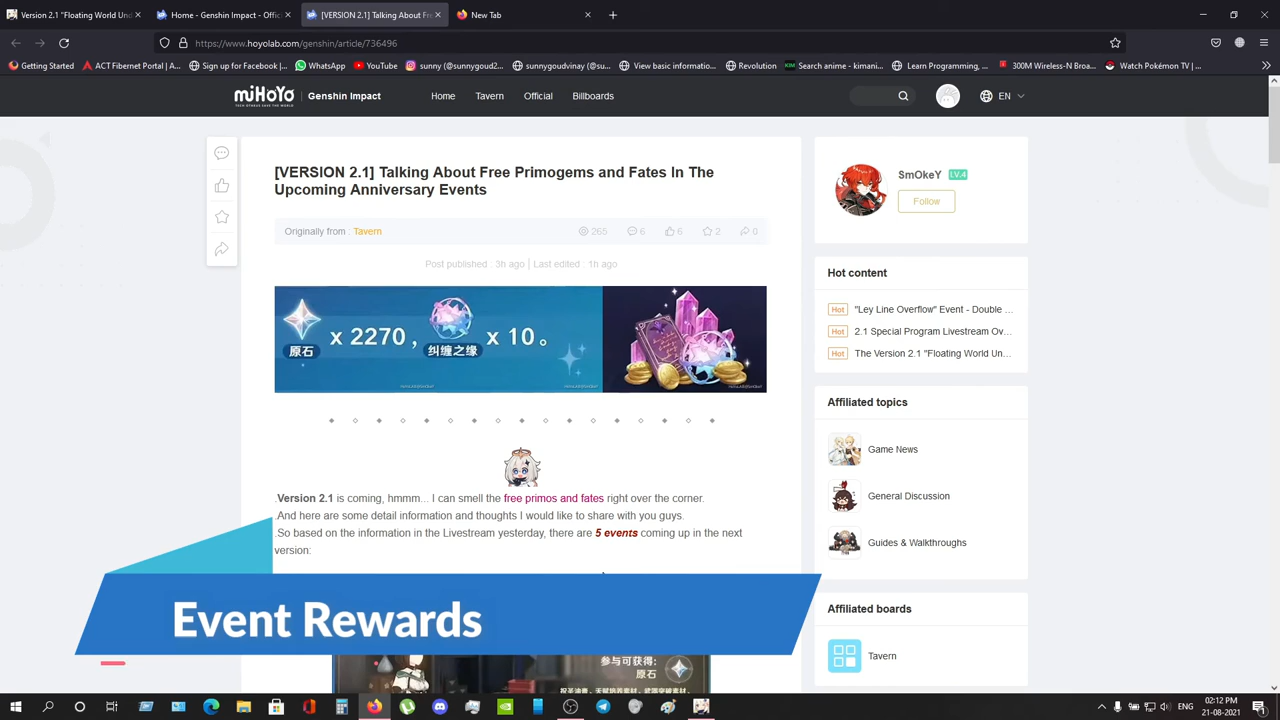 Version 2.1 "Floating World Und
Home - Genshin Impact - Offici
[VERSION 2.1] Talking About Fr
New Tab
https://www.hoyolab.com/genshin/article/736496
Getting Started
ACT Fibernet Portal | A...
Sign up for Facebook |...
WhatsApp
YouTube
sunny (@sunnygoud2...
sunnygoudvinay (@su...
View basic informatio...
Revolution
Search anime - kimani...
Learn Programming, ...
300M Wireless-N Broa...
Watch Pokémon TV | ...
miHoYo
TECH OTAKUS SAVE THE WORLD
Genshin Impact
Home
Tavern
Official
Billboards
EN
[VERSION 2.1] Talking About Free Primogems and Fates In The
Upcoming Anniversary Events
Originally from : Tavern
265
6
6
2
0
Post published : 3h ago | Last edited : 1h ago
原石 x 2270 , 纠缠之缘 x 10 。
.Version 2.1 is coming, hmmm... I can smell the free primos and fates right over the corner.
.And here are some detail information and thoughts I would like to share with you guys.
.So based on the information in the Livestream yesterday, there are 5 events coming up in the next
version:
Event Rewards
参与可获得:
原石
SmOkeY
LV.4
Follow
Hot content
Hot "Ley Line Overflow" Event - Double ...
Hot 2.1 Special Program Livestream Ov...
Hot The Version 2.1 "Floating World Un...
Affiliated topics
Game News
General Discussion
Guides & Walkthroughs
Affiliated boards
Tavern
ENG
02:12 PM
21-08-2021